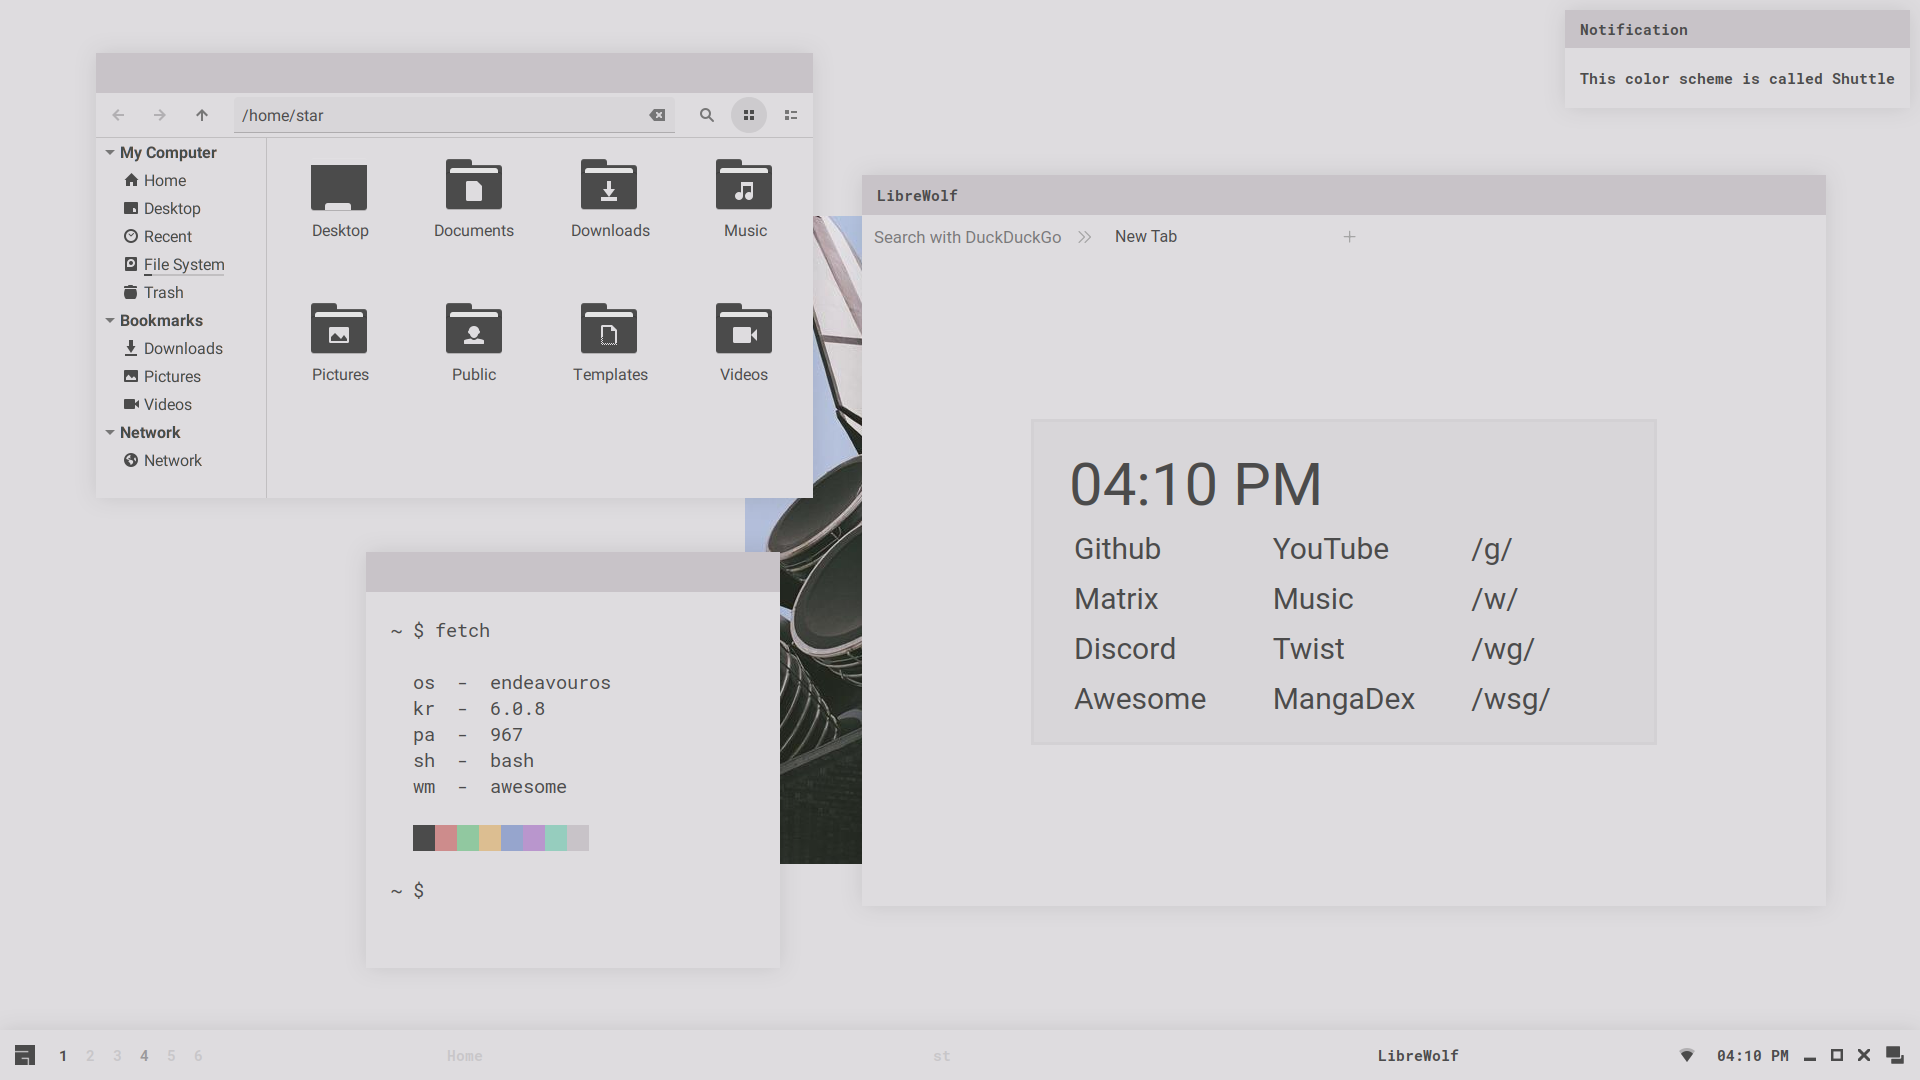 Notification
This color scheme is called Shuttle
/home/star
My Computer
Home
Desktop
Recent
File System
Trash
Bookmarks
Downloads
Pictures
Videos
Network
Network
Desktop
Documents
Downloads
Music
Pictures
Public
Templates
Videos
LibreWolf
Search with DuckDuckGo
New Tab
04:10 PM
Github YouTube /g/
Matrix Music /w/
Discord Twist /wg/
Awesome MangaDex /wsg/
~ $ fetch
os - endeavouros
kr - 6.0.8
pa - 967
sh - bash
wm - awesome
~ $
1 2 3 4 5 6
Home
st
LibreWolf
04:10 PM